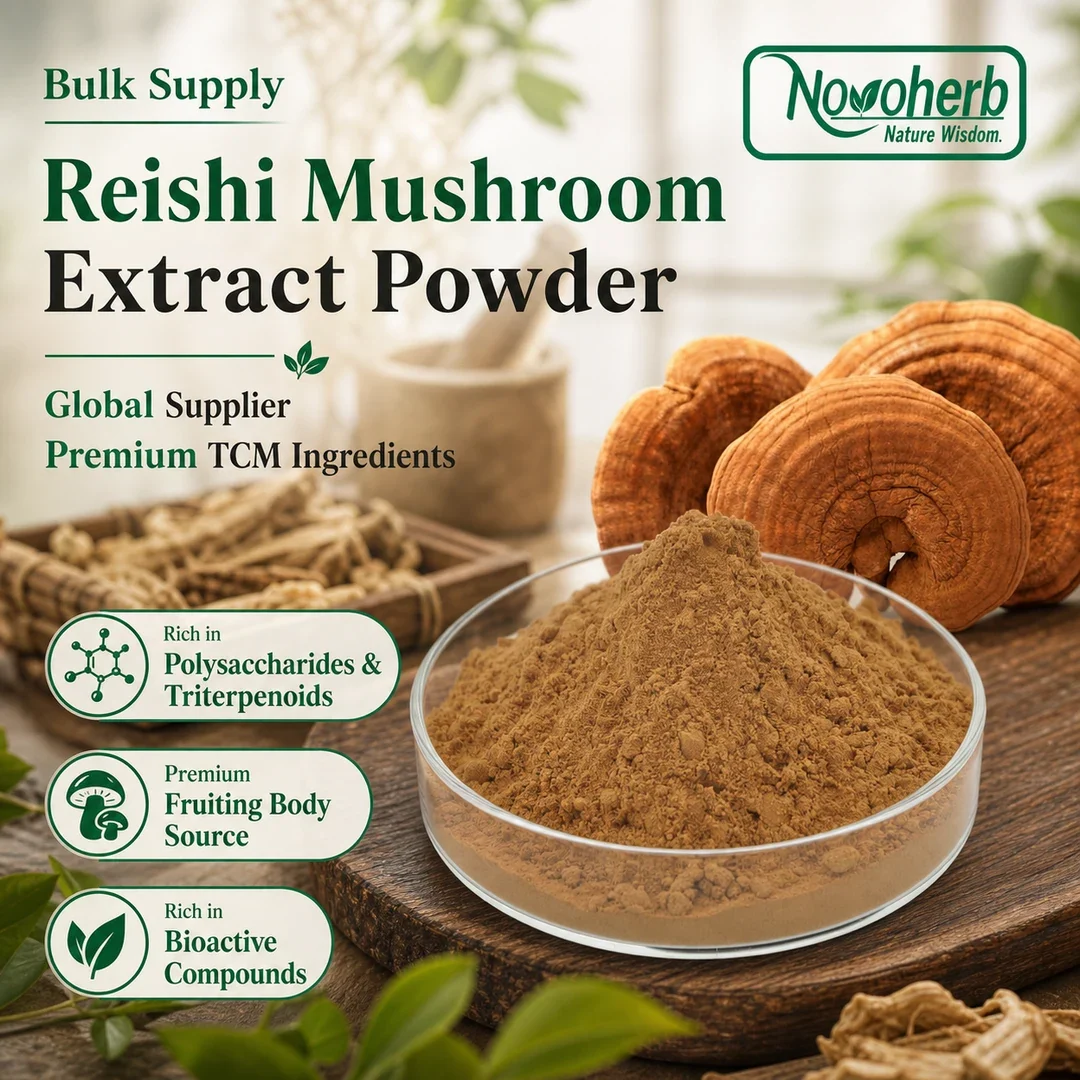 Bulk Supply
Novoherb
Nature Wisdom.
Reishi Mushroom
Extract Powder
Global Supplier
Premium TCM Ingredients
Rich in
Polysaccharides &
Triterpenoids
Premium
Fruiting Body
Source
Rich in
Bioactive
Compounds